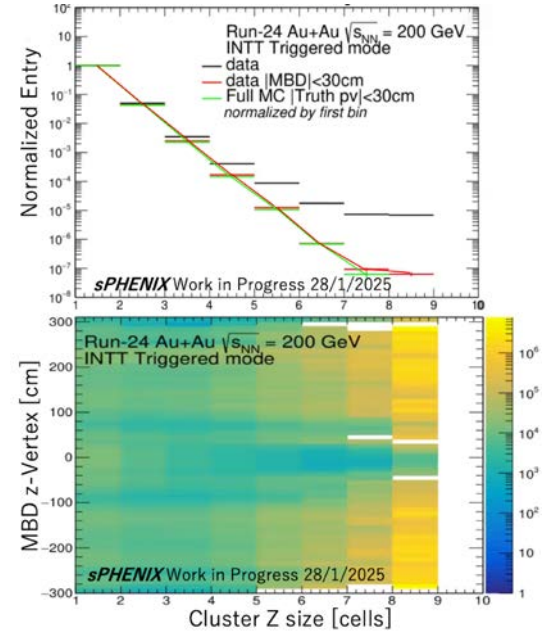 Run-24 Au+Au √sNN = 200 GeV
INTT Triggered mode
data
data |MBD|<30cm
Full MC |Truth pv|<30cm
normalized by first bin
Normalized Entry
10
1
10⁻¹
10⁻²
10⁻³
10⁻⁴
10⁻⁵
10⁻⁶
10⁻⁷
10⁻⁸
sPHENIX Work in Progress 28/1/2025
1 2 3 4 5 6 7 8 9 10
Run-24 Au+Au √sNN = 200 GeV
INTT Triggered mode
MBD z-Vertex [cm]
300
200
100
0
−100
−200
−300
10⁶
10⁵
10⁴
10³
10²
10
1
sPHENIX Work in Progress 28/1/2025
1 2 3 4 5 6 7 8 9 10
Cluster Z size [cells]